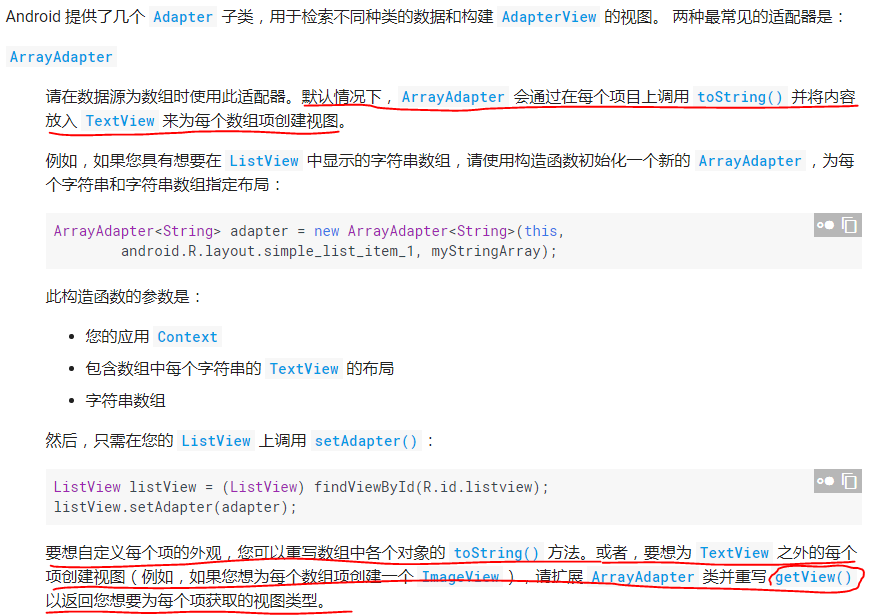 Android 提供了几个 Adapter 子类，用于检索不同种类的数据和构建 AdapterView 的视图。 两种最常见的适配器是：
ArrayAdapter
请在数据源为数组时使用此适配器。默认情况下，ArrayAdapter 会通过在每个项目上调用 toString() 并将内容
放入 TextView 来为每个数组项创建视图。
例如，如果您具有想要在 ListView 中显示的字符串数组，请使用构造函数初始化一个新的 ArrayAdapter，为每
个字符串和字符串数组指定布局：
ArrayAdapter<String> adapter = new ArrayAdapter<String>(this,
        android.R.layout.simple_list_item_1, myStringArray);
此构造函数的参数是：
• 您的应用 Context
• 包含数组中每个字符串的 TextView 的布局
• 字符串数组
然后，只需在您的 ListView 上调用 setAdapter()：
ListView listView = (ListView) findViewById(R.id.listview);
listView.setAdapter(adapter);
要想自定义每个项的外观，您可以重写数组中各个对象的 toString() 方法。或者，要想为 TextView 之外的每个
项创建视图（例如，如果您想为每个数组项创建一个 ImageView），请扩展 ArrayAdapter 类并重写 getView()
以返回您想要为每个项获取的视图类型。